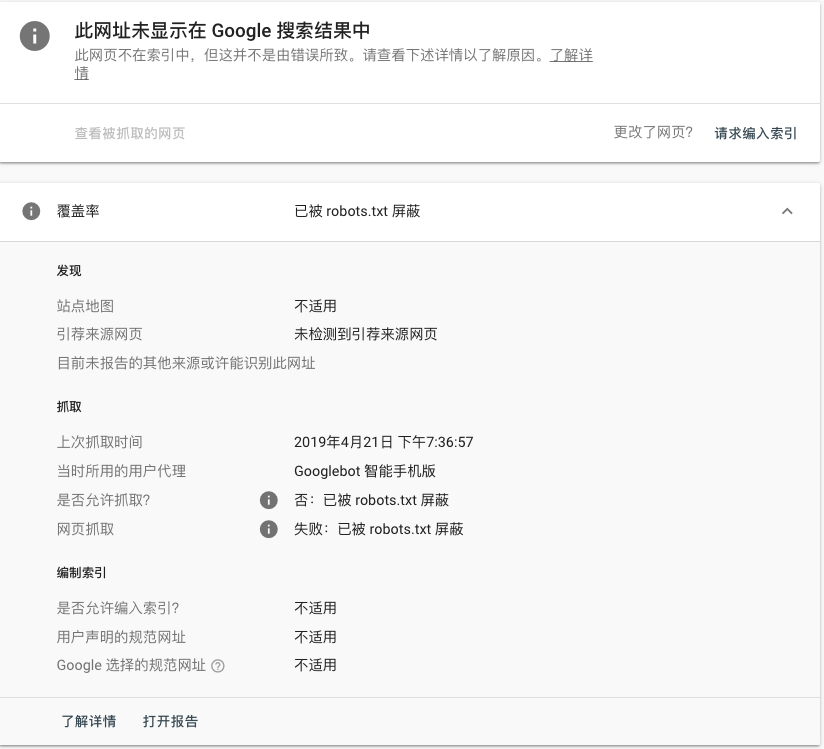 此网址未显示在 Google 搜索结果中
此网页不在索引中，但这并不是由错误所致。请查看下述详情以了解原因。了解详
情
查看被抓取的网页 更改了网页? 请求编入索引
覆盖率 已被 robots.txt 屏蔽
发现
站点地图 不适用
引荐来源网页 未检测到引荐来源网页
目前未报告的其他来源或许能识别此网址
抓取
上次抓取时间 2019年4月21日 下午7:36:57
当时所用的用户代理 Googlebot 智能手机版
是否允许抓取? 否：已被 robots.txt 屏蔽
网页抓取 失败：已被 robots.txt 屏蔽
编制索引
是否允许编入索引? 不适用
用户声明的规范网址 不适用
Google 选择的规范网址 不适用
了解详情 打开报告